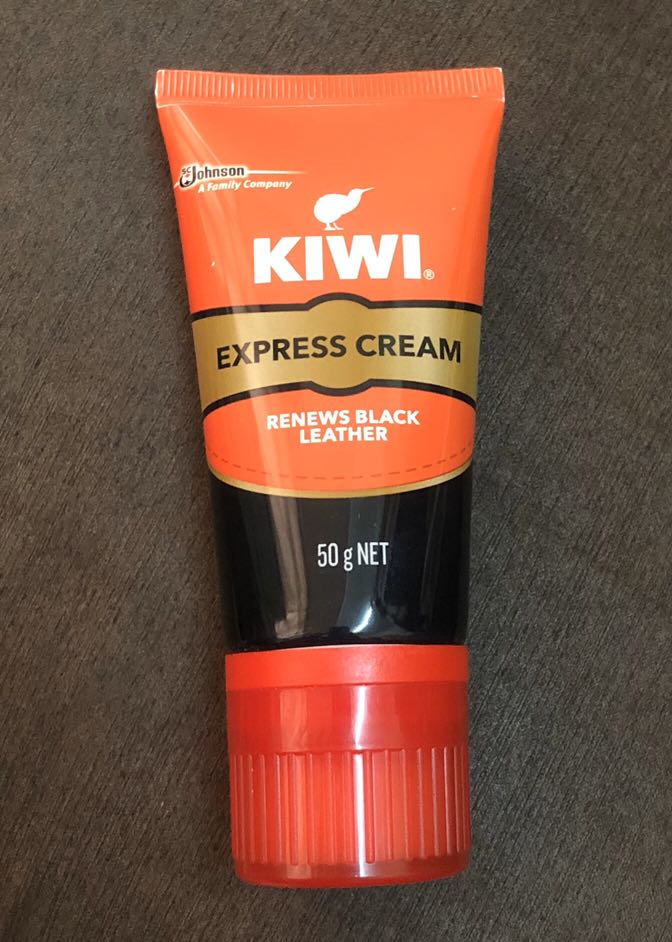 SC Johnson
A Family Company
KIWI®
EXPRESS CREAM
RENEWS BLACK
LEATHER
50 g NET